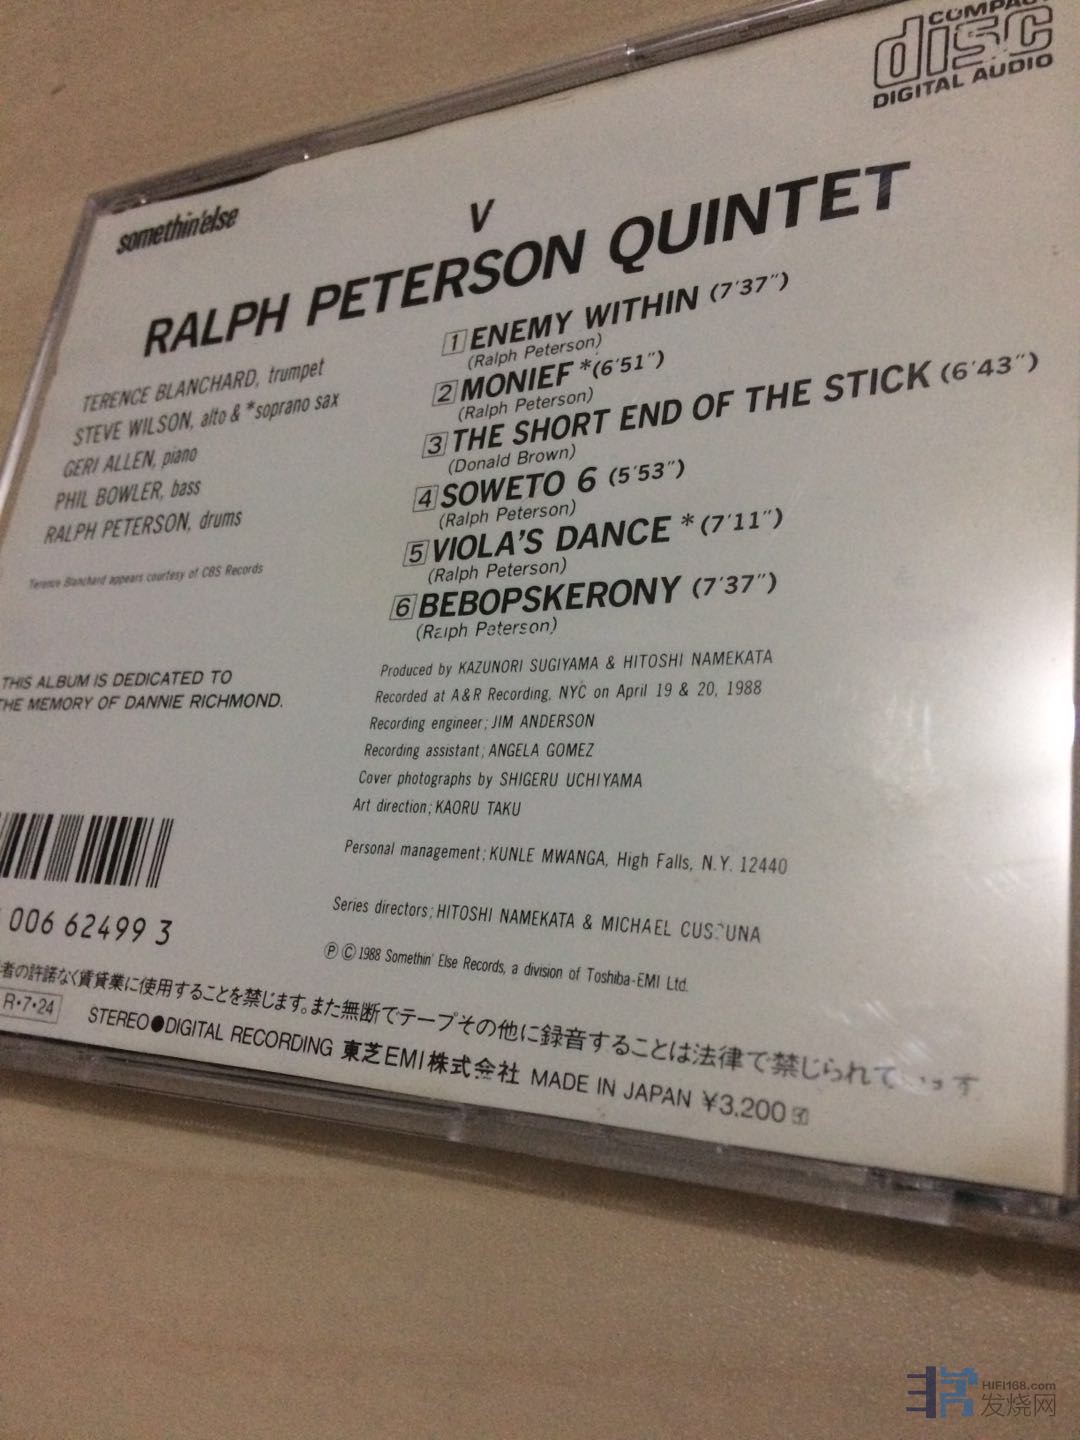 COMPACT
disc
DIGITAL AUDIO
somethin'else
V
RALPH PETERSON QUINTET
TERENCE BLANCHARD, trumpet
STEVE WILSON, alto & *soprano sax
GERI ALLEN, piano
PHIL BOWLER, bass
RALPH PETERSON, drums
Terence Blanchard appears courtesy of CBS Records
THIS ALBUM IS DEDICATED TO
THE MEMORY OF DANNIE RICHMOND.
1 ENEMY WITHIN (7'37")
(Ralph Peterson)
2 MONIEF *(6'51")
(Ralph Peterson)
3 THE SHORT END OF THE STICK (6'43")
(Donald Brown)
4 SOWETO 6 (5'53")
(Ralph Peterson)
5 VIOLA'S DANCE *(7'11")
(Ralph Peterson)
6 BEBOPSKERONY (7'37")
(Ralph Peterson)
Produced by KAZUNORI SUGIYAMA & HITOSHI NAMEKATA
Recorded at A&R Recording, NYC on April 19 & 20, 1988
Recording engineer; JIM ANDERSON
Recording assistant; ANGELA GOMEZ
Cover photographs by SHIGERU UCHIYAMA
Art direction; KAORU TAKU
Personal management; KUNLE MWANGA, High Falls, N.Y. 12440
Series directors; HITOSHI NAMEKATA & MICHAEL CUSCUNA
006 62499 3
Ⓟ©1988 Somethin' Else Records, a division of Toshiba-EMI Ltd.
者の許諾なく賃貸業に使用することを禁じます。また無断でテープその他に録音することは法律で禁じられて
R・7・24
STEREO●DIGITAL RECORDING 東芝EMI株式会社 MADE IN JAPAN ¥3,200
HIFI168.com
发烧网